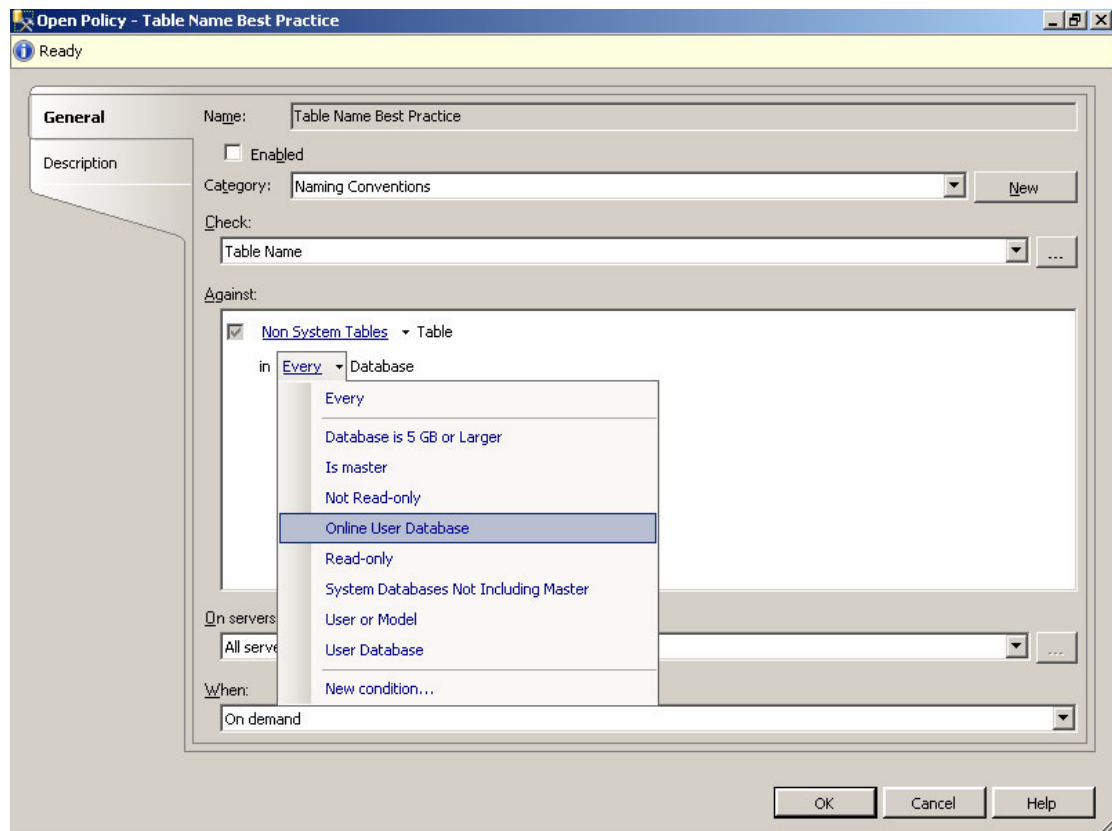 Open Policy - Table Name Best Practice
Ready
General
Description
Name: Table Name Best Practice
Enabled
Category: Naming Conventions New
Check:
Table Name ...
Against:
Non System Tables Table
in Every Database
Every
Database is 5 GB or Larger
Is master
Not Read-only
Online User Database
Read-only
System Databases Not Including Master
User or Model
User Database
New condition...
On servers
All serve ...
When:
On demand
OK Cancel Help